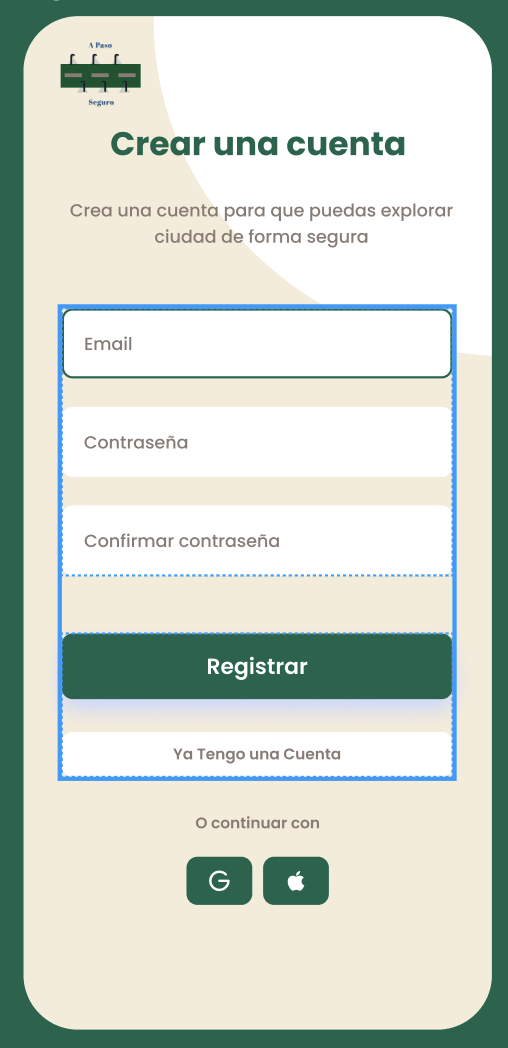 A Paso
Seguro
Crear una cuenta
Crea una cuenta para que puedas explorar
ciudad de forma segura
Email
Contraseña
Confirmar contraseña
Registrar
Ya Tengo una Cuenta
O continuar con
G